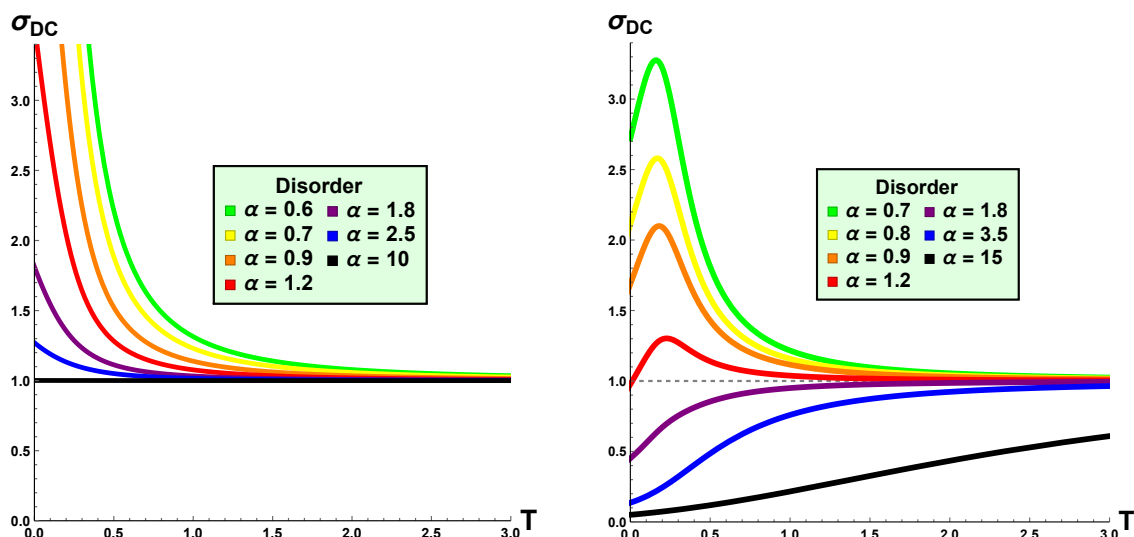 σDC
3.0
2.5
2.0
1.5
1.0
0.5
0.0
0.0 0.5 1.0 1.5 2.0 2.5 3.0
T
Disorder
α = 0.6 α = 1.8
α = 0.7 α = 2.5
α = 0.9 α = 10
α = 1.2
σDC
3.0
2.5
2.0
1.5
1.0
0.5
0.0
0.0 0.5 1.0 1.5 2.0 2.5 3.0
T
Disorder
α = 0.7 α = 1.8
α = 0.8 α = 3.5
α = 0.9 α = 15
α = 1.2